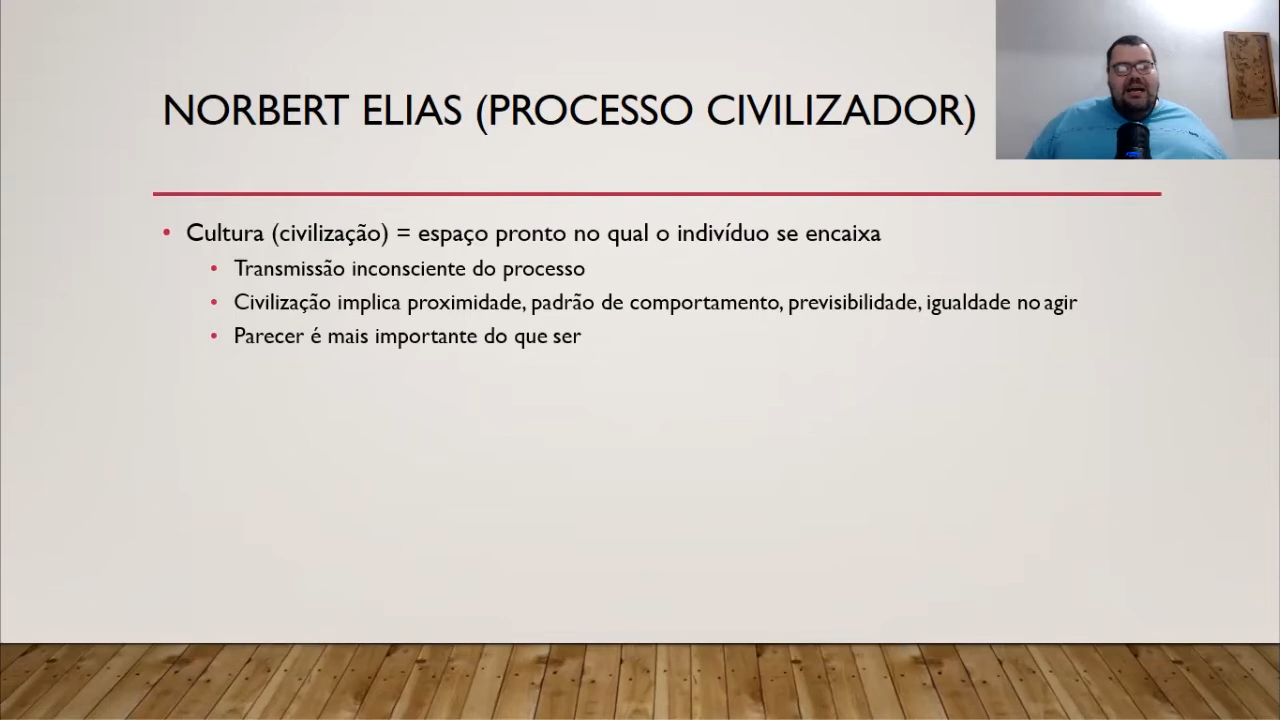 NORBERT ELIAS (PROCESSO CIVILIZADOR)
• Cultura (civilização) = espaço pronto no qual o indivíduo se encaixa
• Transmissão inconsciente do processo
• Civilização implica proximidade, padrão de comportamento, previsibilidade, igualdade no agir
• Parecer é mais importante do que ser